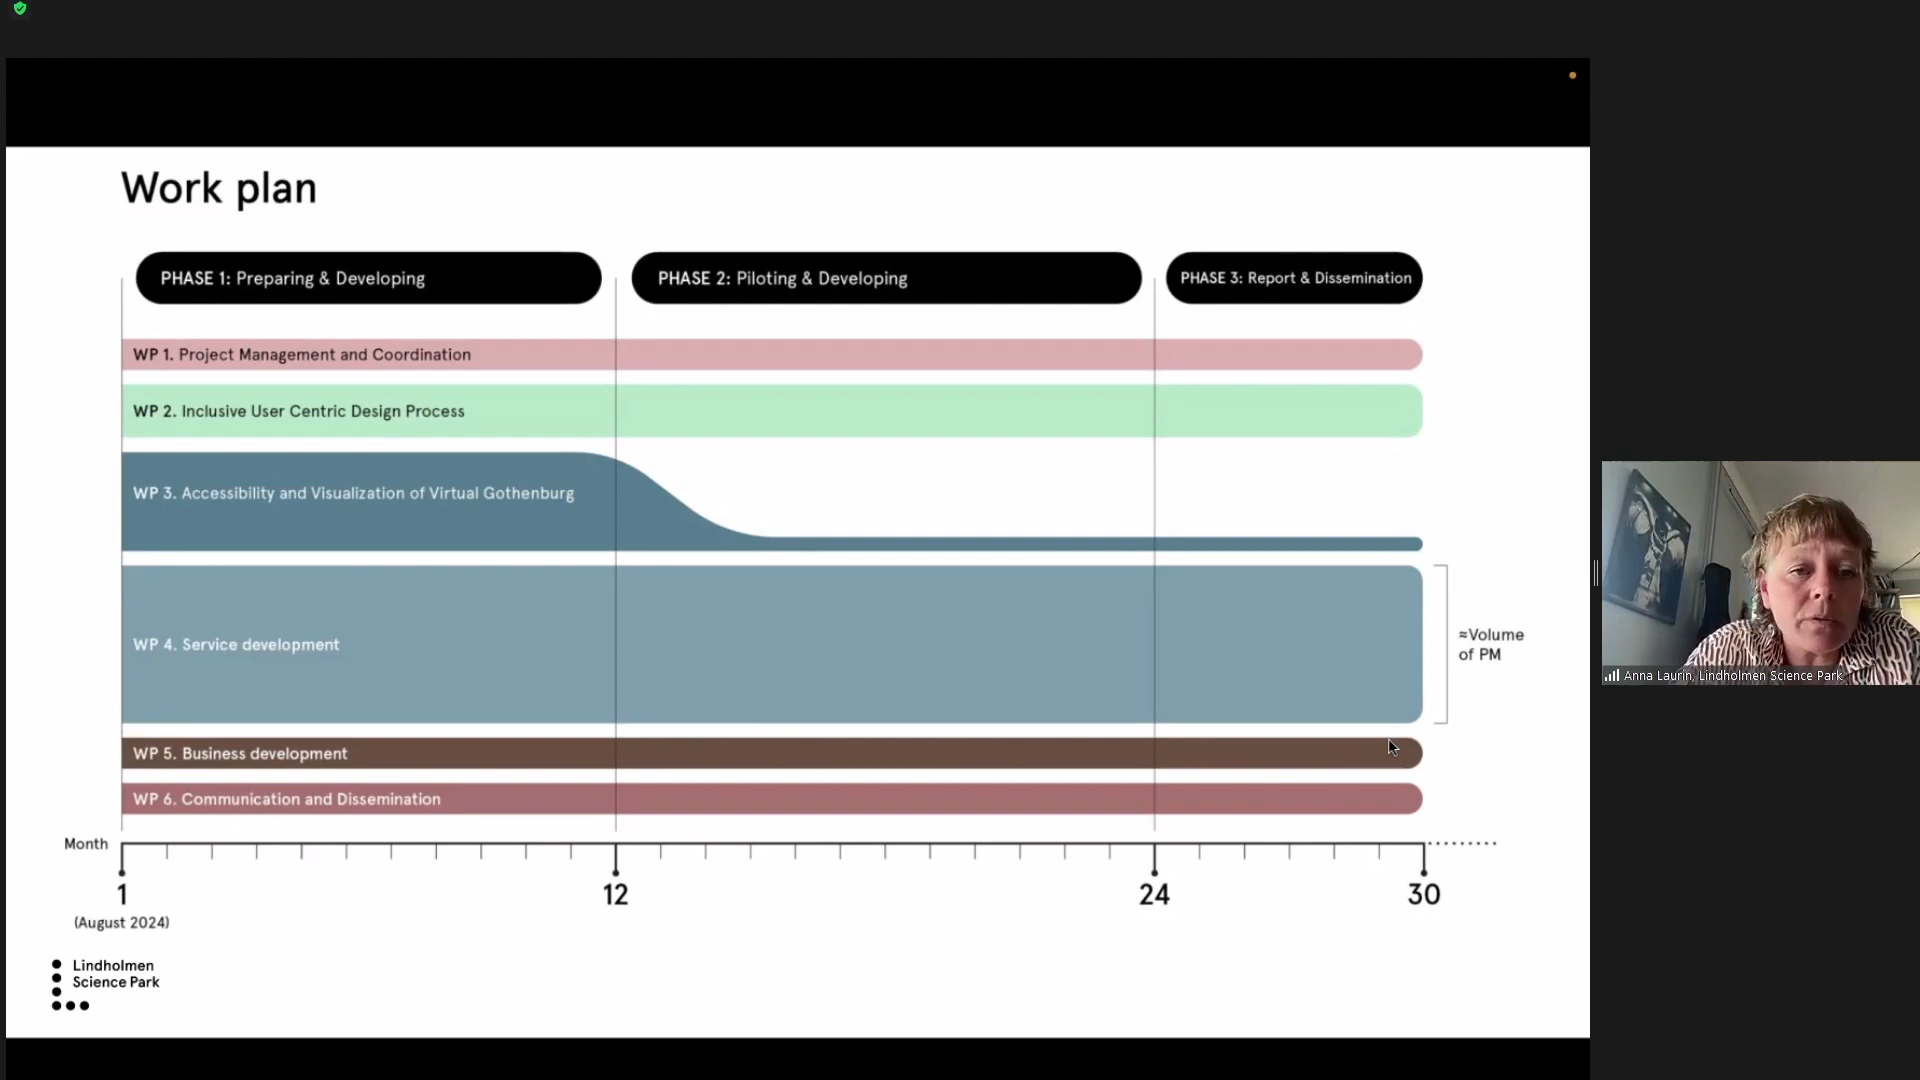 Work plan
PHASE 1: Preparing & Developing
PHASE 2: Piloting & Developing
PHASE 3: Report & Dissemination
WP 1. Project Management and Coordination
WP 2. Inclusive User Centric Design Process
WP 3. Accessibility and Visualization of Virtual Gothenburg
WP 4. Service development
≈Volume
of PM
WP 5. Business development
WP 6. Communication and Dissemination
Month
1
12
24
30
(August 2024)
Lindholmen
Science Park
Anna Laurin, Lindholmen Science Park